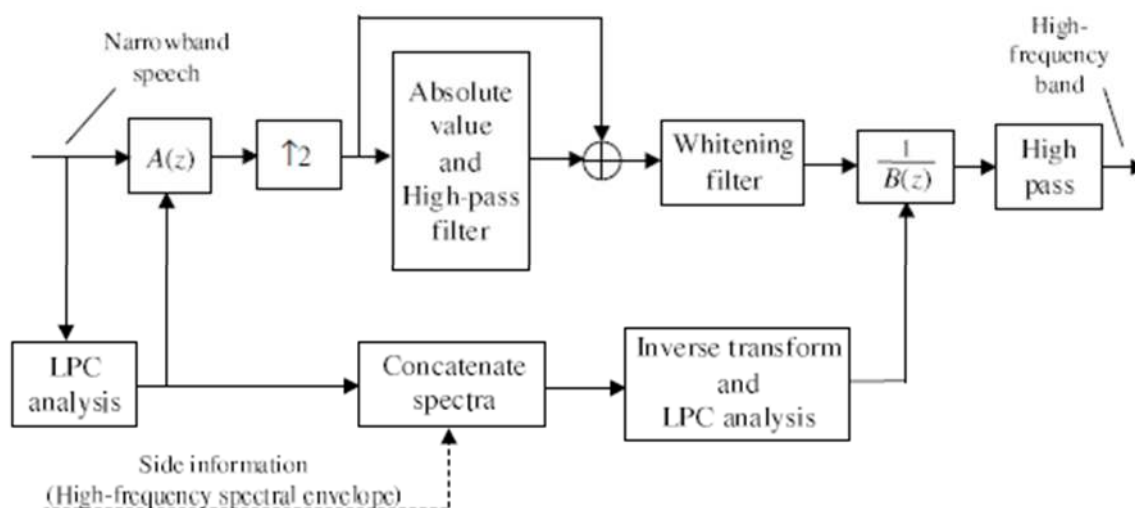 Narrowband
speech
A(z)
↑2
Absolute
value
and
High-pass
filter
Whitening
filter
1
B(z)
High
pass
High-
frequency
band
LPC
analysis
Concatenate
spectra
Inverse transform
and
LPC analysis
Side information
(High-frequency spectral envelope)